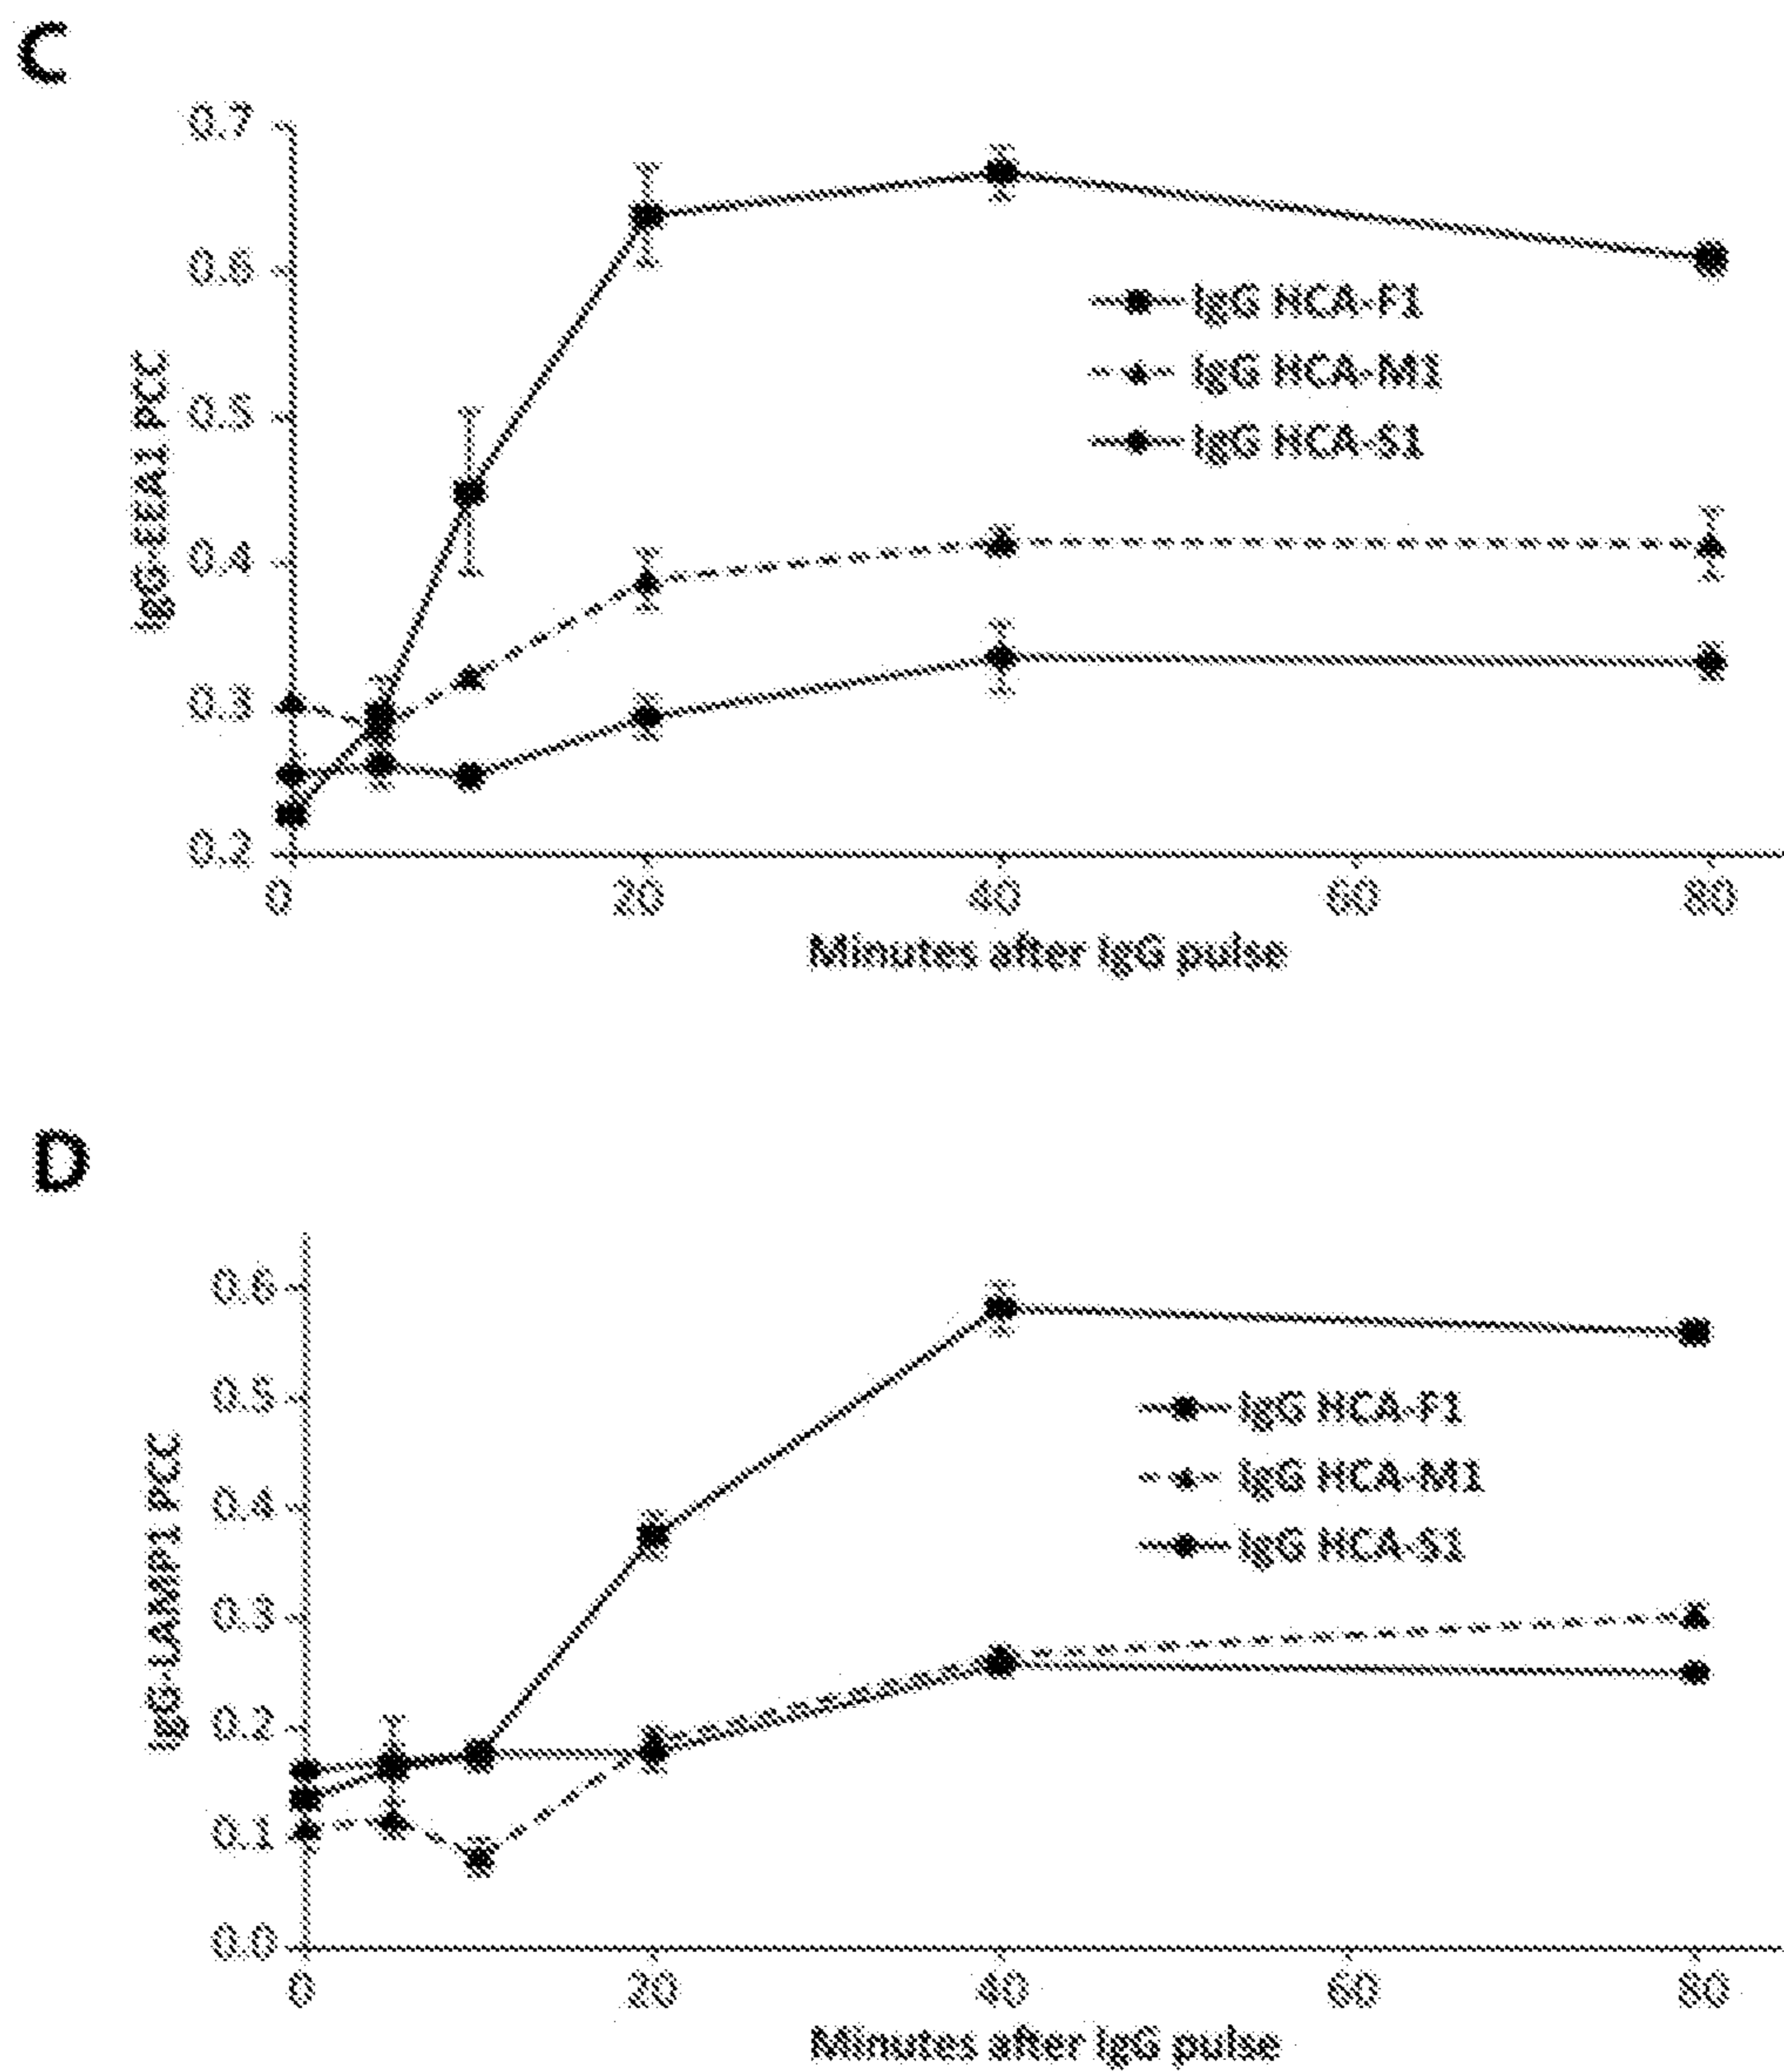 C
0.7
0.6
0.5
0.4
0.3
0.2
IgG-EEA1 PCC
IgG HCA-F1
IgG HCA-M1
IgG HCA-S1
0 20 40 60 80
Minutes after IgG pulse
D
0.6
0.5
0.4
0.3
0.2
0.1
0.0
IgG-LAMP1 PCC
IgG HCA-F1
IgG HCA-M1
IgG HCA-S1
0 20 40 60 80
Minutes after IgG pulse